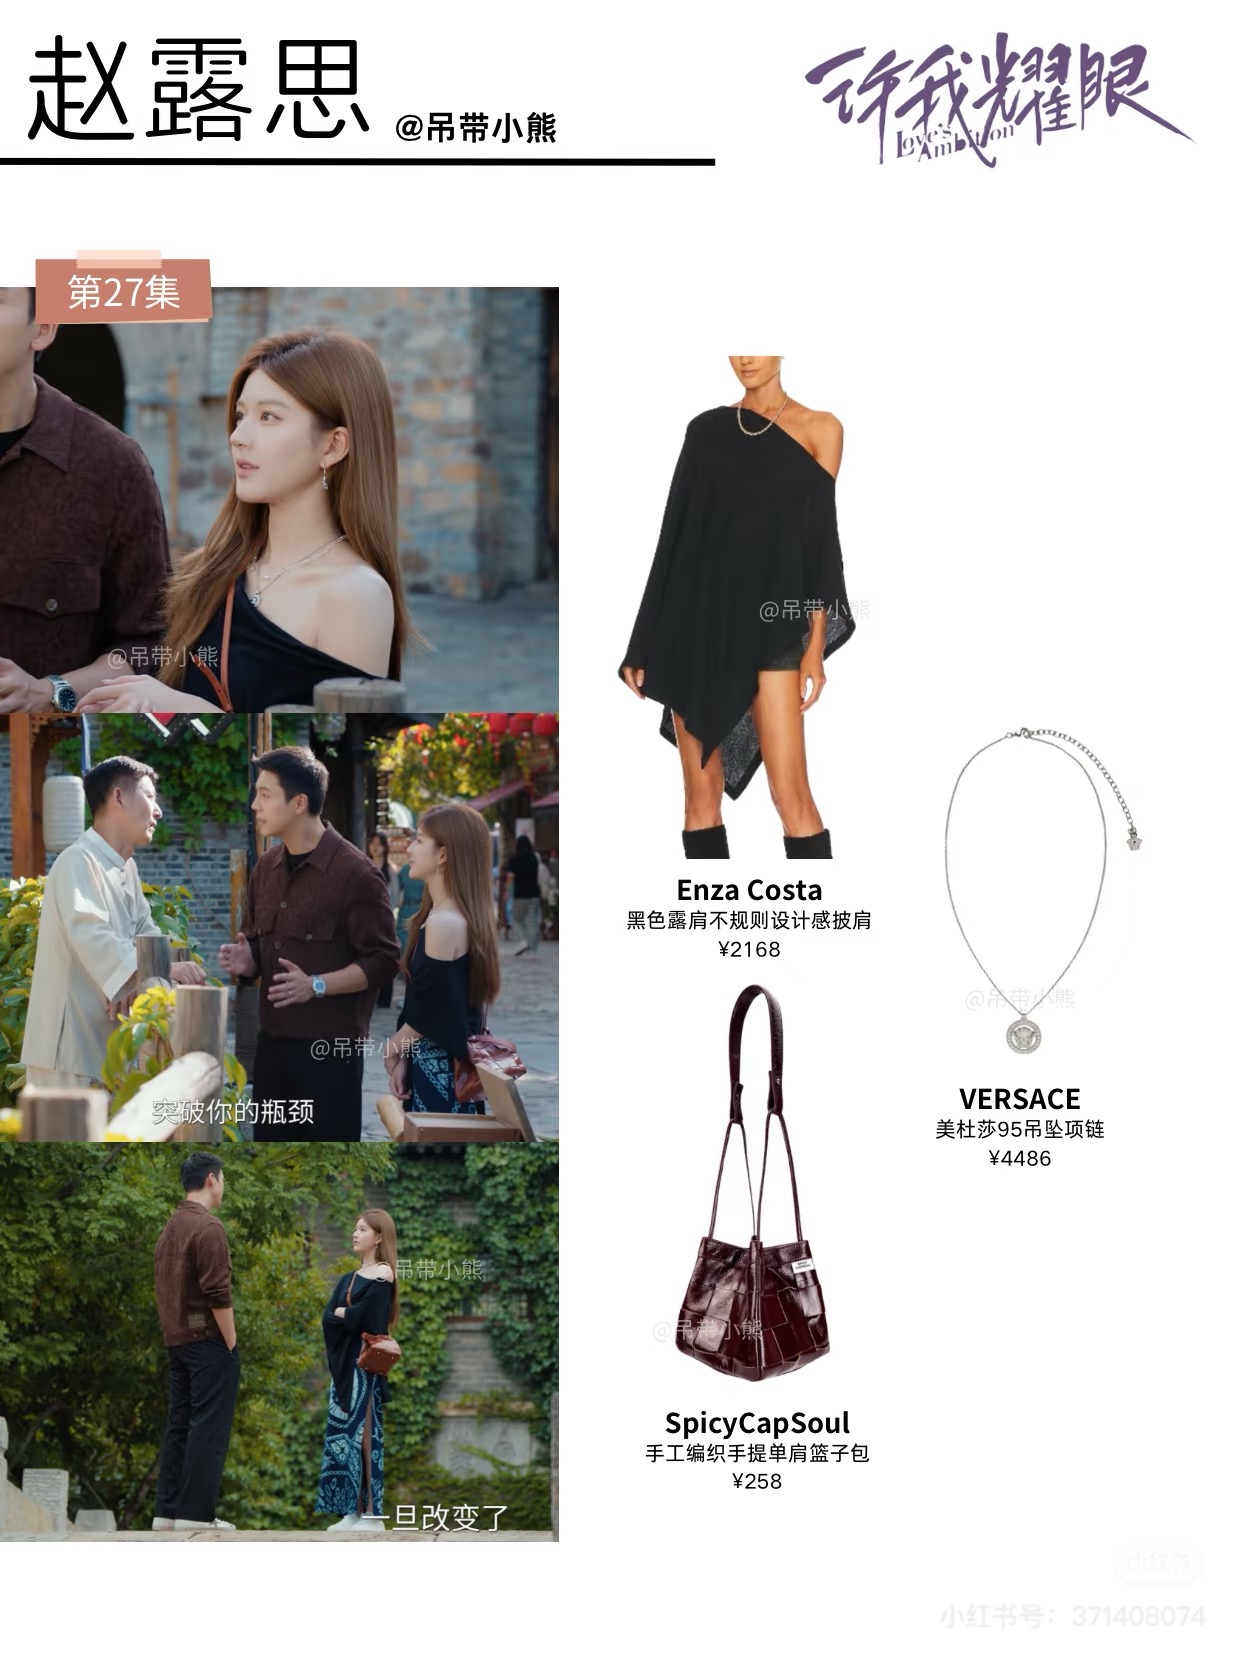 赵露思 @吊带小熊
许我耀眼
Love's Ambition
第27集
@吊带小熊
@吊带小熊
突破你的瓶颈
@吊带小熊
一旦改变了
@吊带小熊
Enza Costa
黑色露肩不规则设计感披肩
¥2168
@吊带小熊
VERSACE
美杜莎95吊坠项链
¥4486
@吊带小熊
SpicyCapSoul
手工编织手提单肩篮子包
¥258
小红书
小红书号：371408074